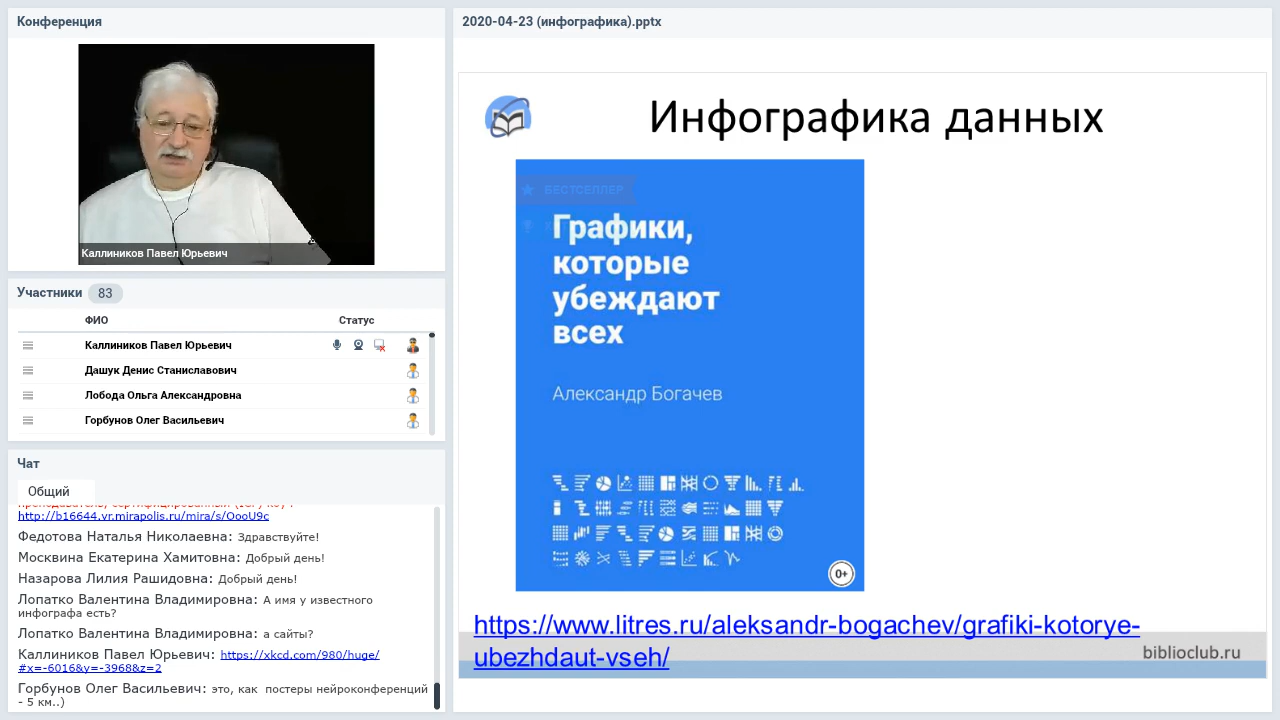 Конференция
Каллиников Павел Юрьевич
Участники 83
ФИО Статус
Каллиников Павел Юрьевич
Дашук Денис Станиславович
Лобода Ольга Александровна
Горбунов Олег Васильевич
Чат
Общий
http://b16644.vr.mirapolis.ru/mira/s/OooU9c
Федотова Наталья Николаевна: Здравствуйте!
Москвина Екатерина Хамитовна: Добрый день!
Назарова Лилия Рашидовна: Добрый день!
Лопатко Валентина Владимировна: А имя у известного
инфографа есть?
Лопатко Валентина Владимировна: а сайты?
Каллиников Павел Юрьевич: https://xkcd.com/980/huge/
#x=-6016&y=-3968&z=2
Горбунов Олег Васильевич: это, как постеры нейроконференций
- 5 км..)
2020-04-23 (инфографика).pptx
Инфографика данных
БЕСТСЕЛЛЕР
Графики,
которые
убеждают
всех
Александр Богачев
0+
https://www.litres.ru/aleksandr-bogachev/grafiki-kotorye-
ubezhdaut-vseh/
biblioclub.ru